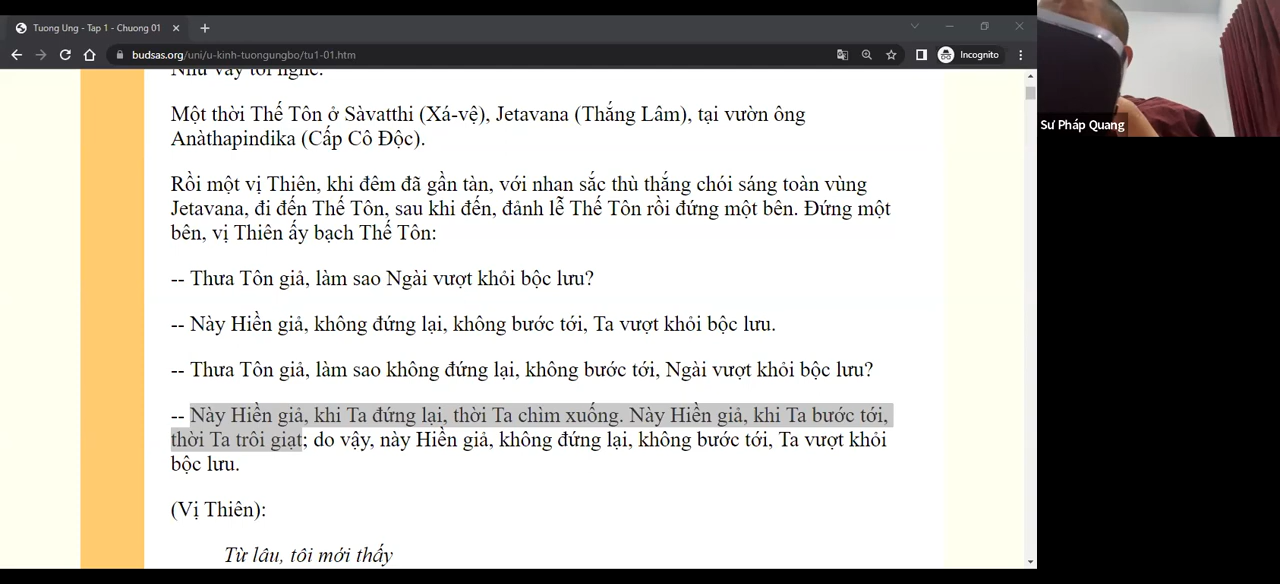 Tuong Ung - Tap 1 - Chuong 01
budsas.org/uni/u-kinh-tuongungbo/tu1-01.htm
Incognito
Như vầy tôi nghe.
Một thời Thế Tôn ở Sàvatthi (Xá-vệ), Jetavana (Thắng Lâm), tại vườn ông
Anàthapindika (Cấp Cô Ðộc).
Rồi một vị Thiên, khi đêm đã gần tàn, với nhan sắc thù thắng chói sáng toàn vùng
Jetavana, đi đến Thế Tôn, sau khi đến, đảnh lễ Thế Tôn rồi đứng một bên. Ðứng một
bên, vị Thiên ấy bạch Thế Tôn:
-- Thưa Tôn giả, làm sao Ngài vượt khỏi bộc lưu?
-- Này Hiền giả, không đứng lại, không bước tới, Ta vượt khỏi bộc lưu.
-- Thưa Tôn giả, làm sao không đứng lại, không bước tới, Ngài vượt khỏi bộc lưu?
-- Này Hiền giả, khi Ta đứng lại, thời Ta chìm xuống. Này Hiền giả, khi Ta bước tới,
thời Ta trôi giạt; do vậy, này Hiền giả, không đứng lại, không bước tới, Ta vượt khỏi
bộc lưu.
(Vị Thiên):
Từ lâu, tôi mới thấy
Sư Pháp Quang